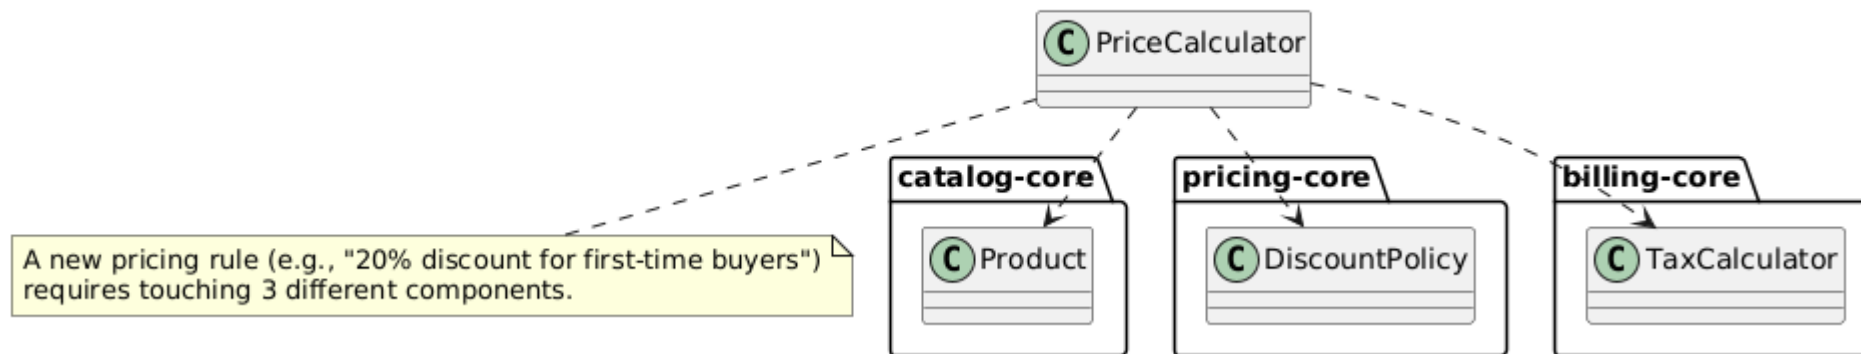 C PriceCalculator
catalog-core
pricing-core
billing-core
A new pricing rule (e.g., "20% discount for first-time buyers")
requires touching 3 different components.
C Product
C DiscountPolicy
C TaxCalculator